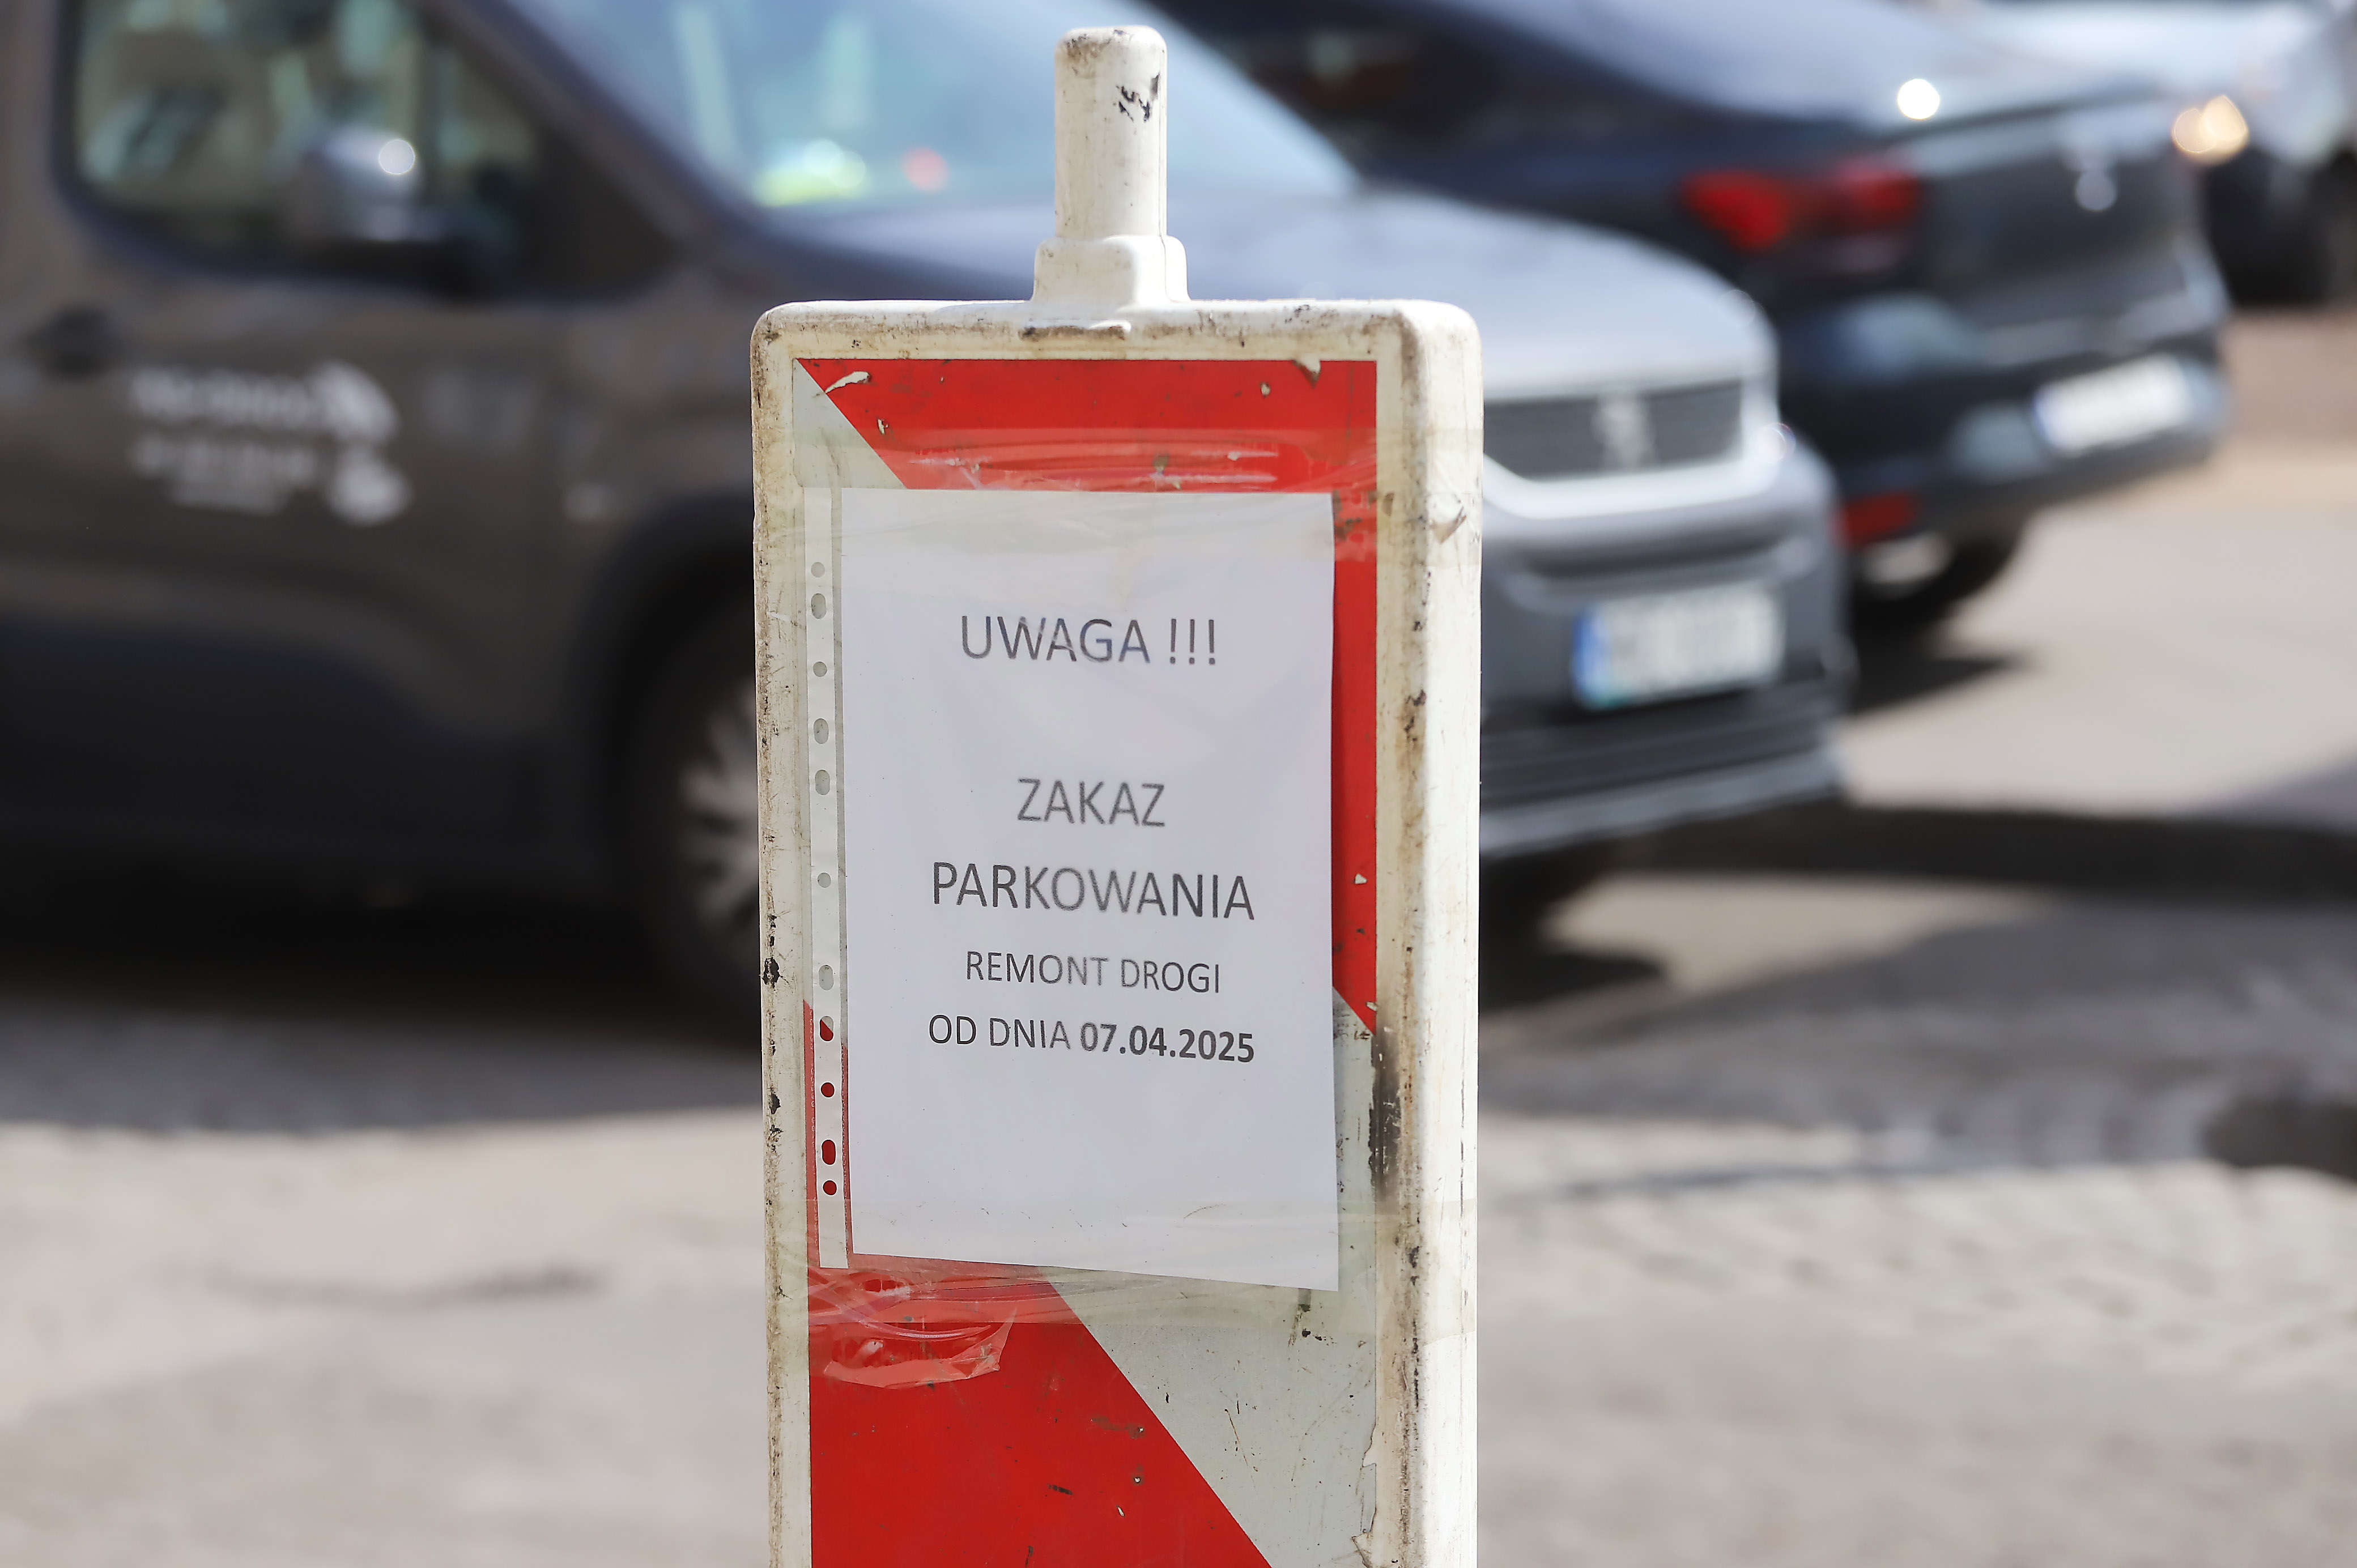 UWAGA !!!
ZAKAZ
PARKOWANIA
REMONT DROGI
OD DNIA 07.04.2025